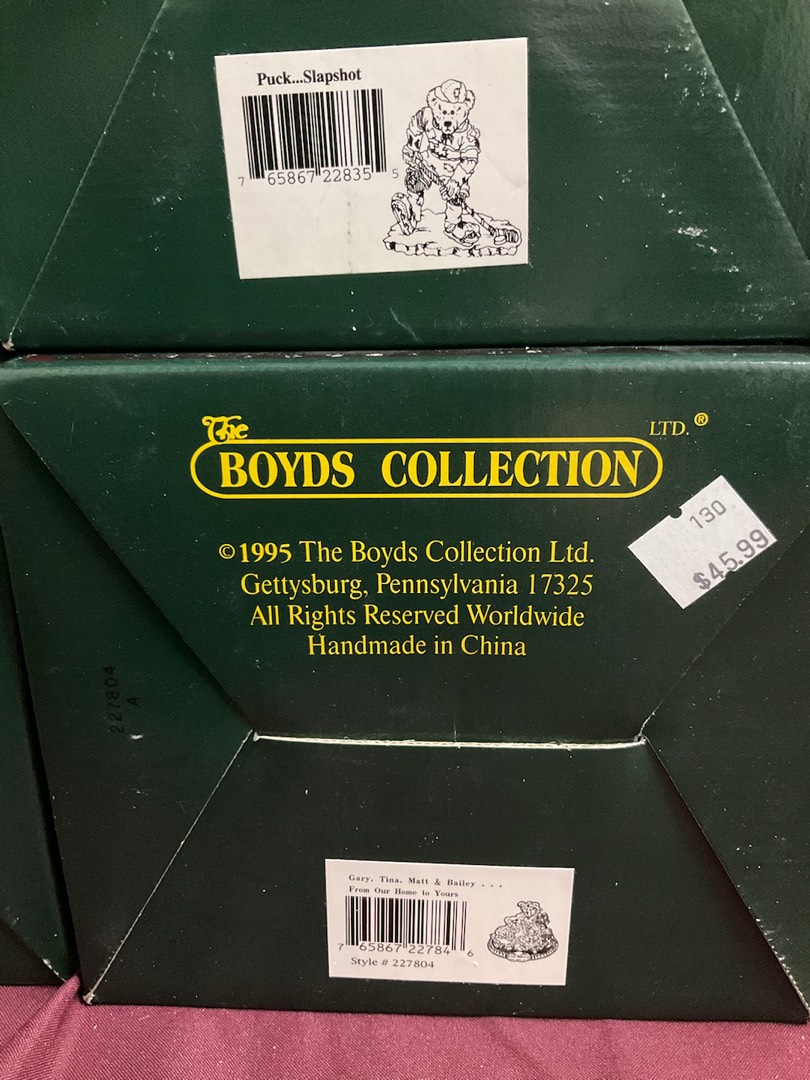 Puck...Slapshot
7 65867 22835 5
The
BOYDS COLLECTION
LTD. ®
130
$45.99
©1995 The Boyds Collection Ltd.
Gettysburg, Pennsylvania 17325
All Rights Reserved Worldwide
Handmade in China
227804
A
Gary, Tina, Matt & Bailey . . .
From Our Home to Yours
7 65867 22784 6
Style # 227804